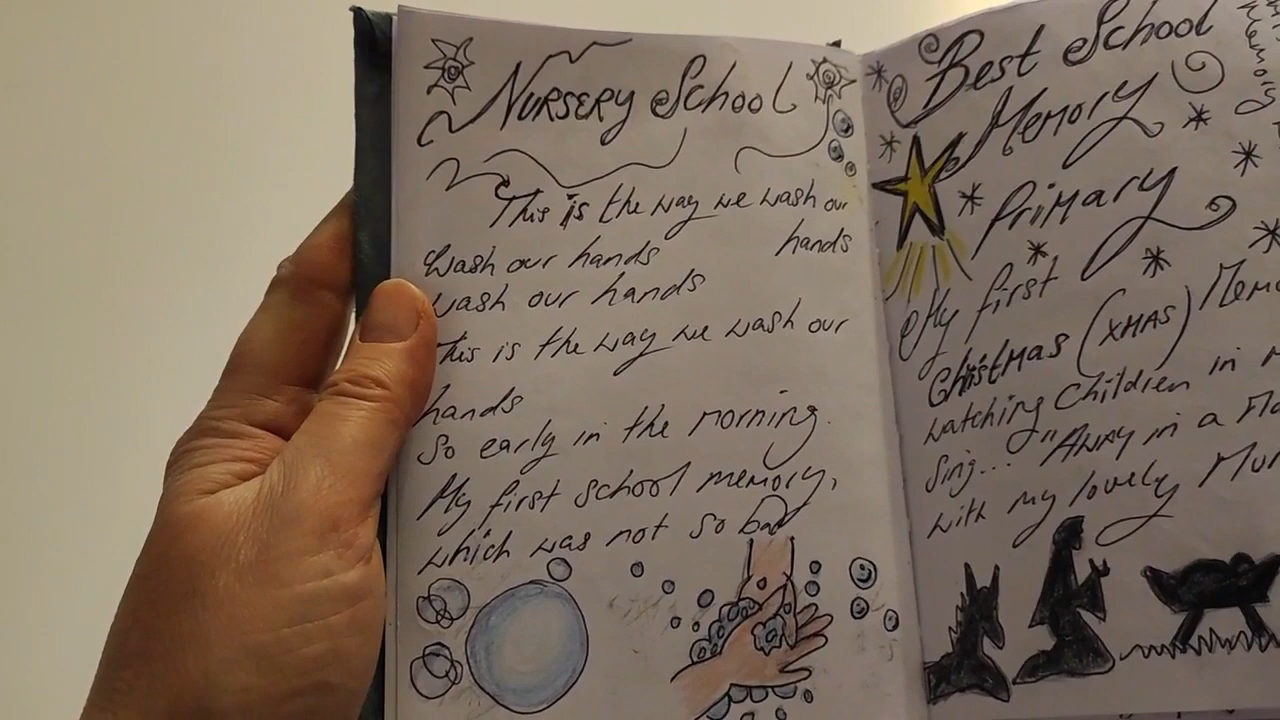 Nursery School
This is the way we wash our
hands
Wash our hands
wash our hands
This is the way we wash our
hands
So early in the morning.
My first school memory,
which was not so bad
Best School
Memory
Primary
My first
Christmas (XMAS)
watching Children in
Sing... "Away in a
with my lovely